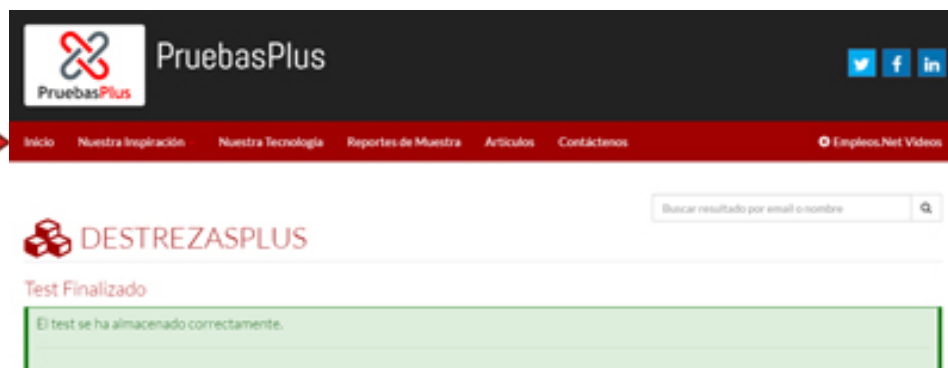 PruebasPlus
PruebasPlus
Inicio Nuestra Inspiración Nuestra Tecnología Reportes de Muestra Artículos Contáctenos Empleos.Net Videos
Buscar resultado por email o nombre
DESTREZASPLUS
Test Finalizado
El test se ha almacenado correctamente.